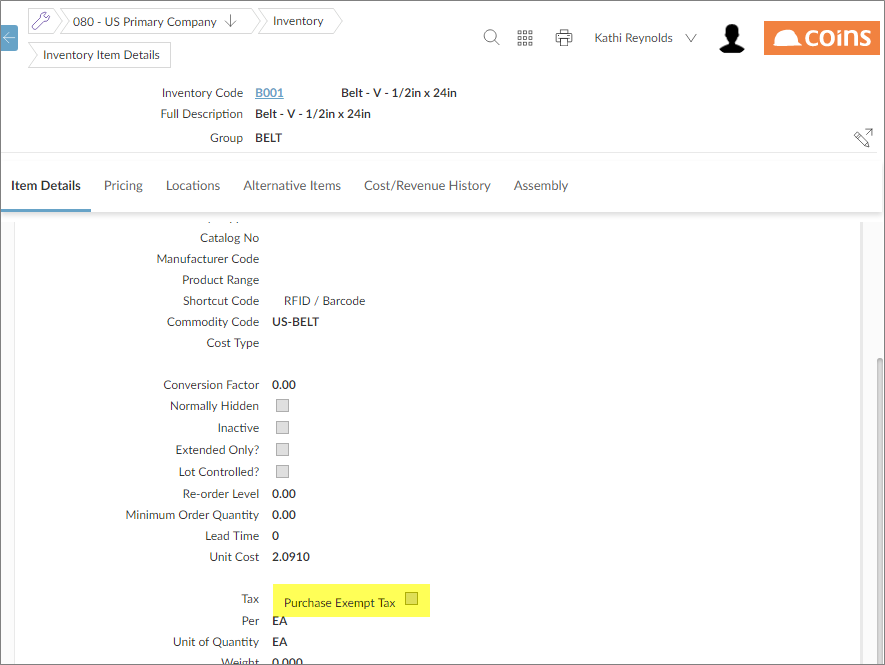 080 - US Primary Company
Inventory
Kathi Reynolds
coins
Inventory Item Details
Inventory Code B001 Belt - V - 1/2in x 24in
Full Description Belt - V - 1/2in x 24in
Group BELT
Item Details Pricing Locations Alternative Items Cost/Revenue History Assembly
Catalog No
Manufacturer Code
Product Range
Shortcut Code RFID / Barcode
Commodity Code US-BELT
Cost Type
Conversion Factor 0.00
Normally Hidden
Inactive
Extended Only?
Lot Controlled?
Re-order Level 0.00
Minimum Order Quantity 0.00
Lead Time 0
Unit Cost 2.0910
Tax Purchase Exempt Tax
Per EA
Unit of Quantity EA
Weight 0.000